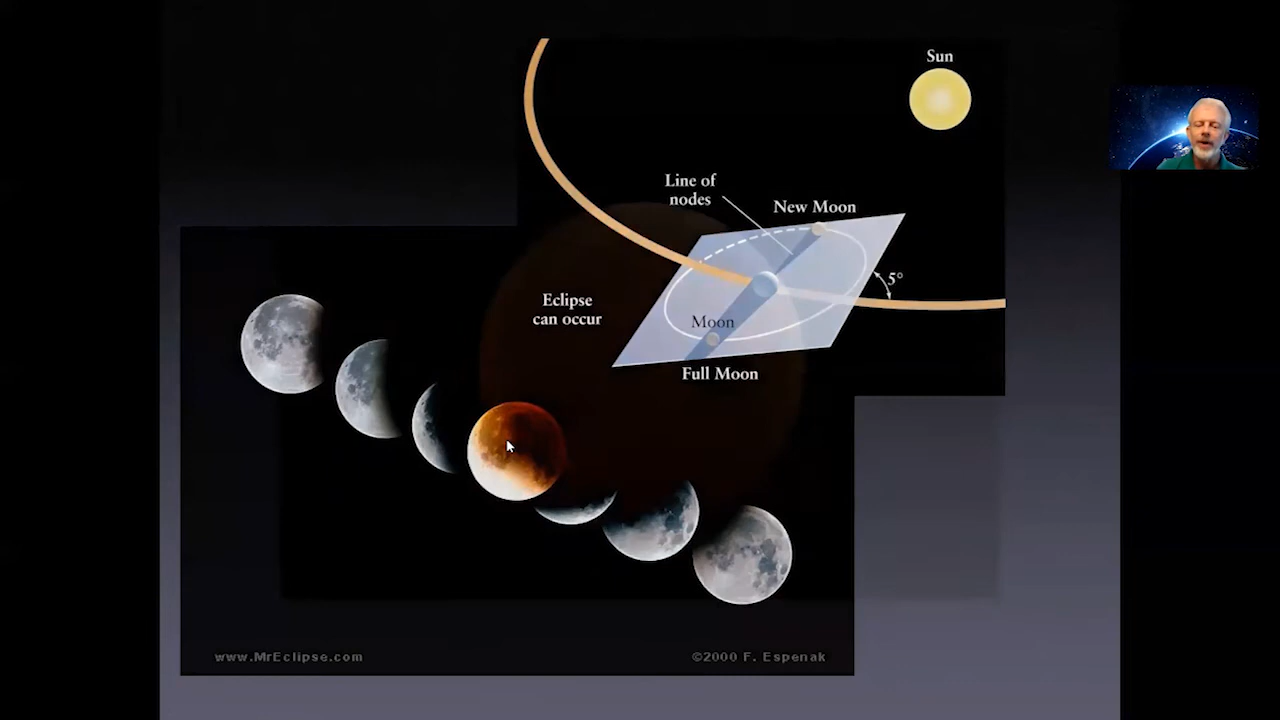 Sun
Line of
nodes
New Moon
5°
Eclipse
can occur
Moon
Full Moon
www.MrEclipse.com
©2000 F. Espenak